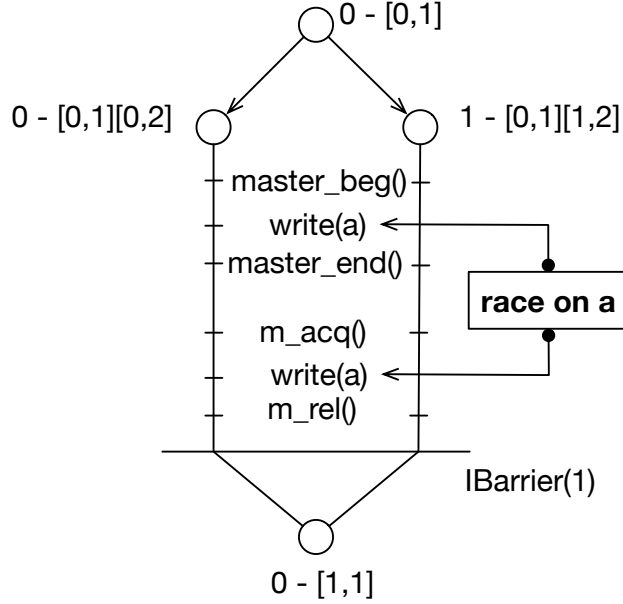 0 - [0,1]
0 - [0,1][0,2]
1 - [0,1][1,2]
master_beg()
write(a)
master_end()
race on a
m_acq()
write(a)
m_rel()
IBarrier(1)
0 - [1,1]